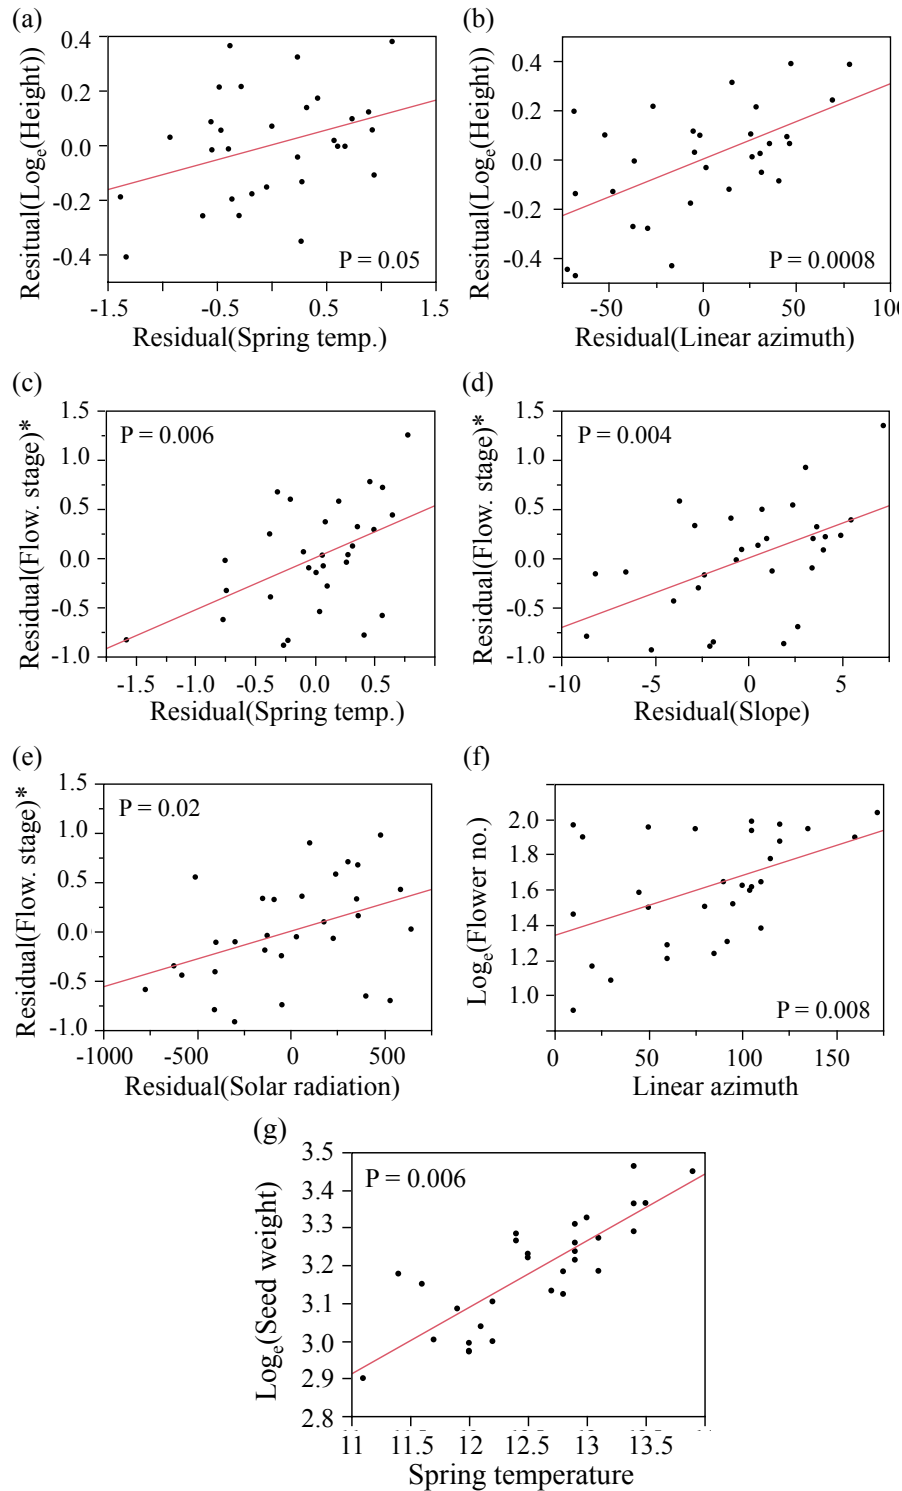 (a)
0.4
0.2
0.0
-0.2
-0.4
Resitual(Logₑ(Height))
P = 0.05
-1.5 -0.5 0.5 1.5
Residual(Spring temp.)
(b)
0.4
0.2
0.0
-0.2
-0.4
Residual(Logₑ(Height))
P = 0.0008
-50 0 50 100
Residual(Linear azimuth)
(c)
1.5
1.0
0.5
0.0
-0.5
-1.0
Residual(Flow. stage)*
P = 0.006
-1.5 -1.0 0.0 0.5
Residual(Spring temp.)
(d)
1.5
1.0
0.5
0.0
-0.5
-1.0
Residual(Flow. stage)*
P = 0.004
-10 -5 0 5
Residual(Slope)
(e)
1.5
1.0
0.5
0.0
-0.5
-1.0
Residual(Flow. stage)*
P = 0.02
-1000 -500 0 500
Residual(Solar radiation)
(f)
2.0
1.8
1.6
1.4
1.2
1.0
Logₑ(Flower no.)
P = 0.008
0 50 100 150
Linear azimuth
(g)
3.5
3.4
3.3
3.2
3.1
3.0
2.9
2.8
Logₑ(Seed weight)
P = 0.006
11 11.5 12 12.5 13 13.5
Spring temperature